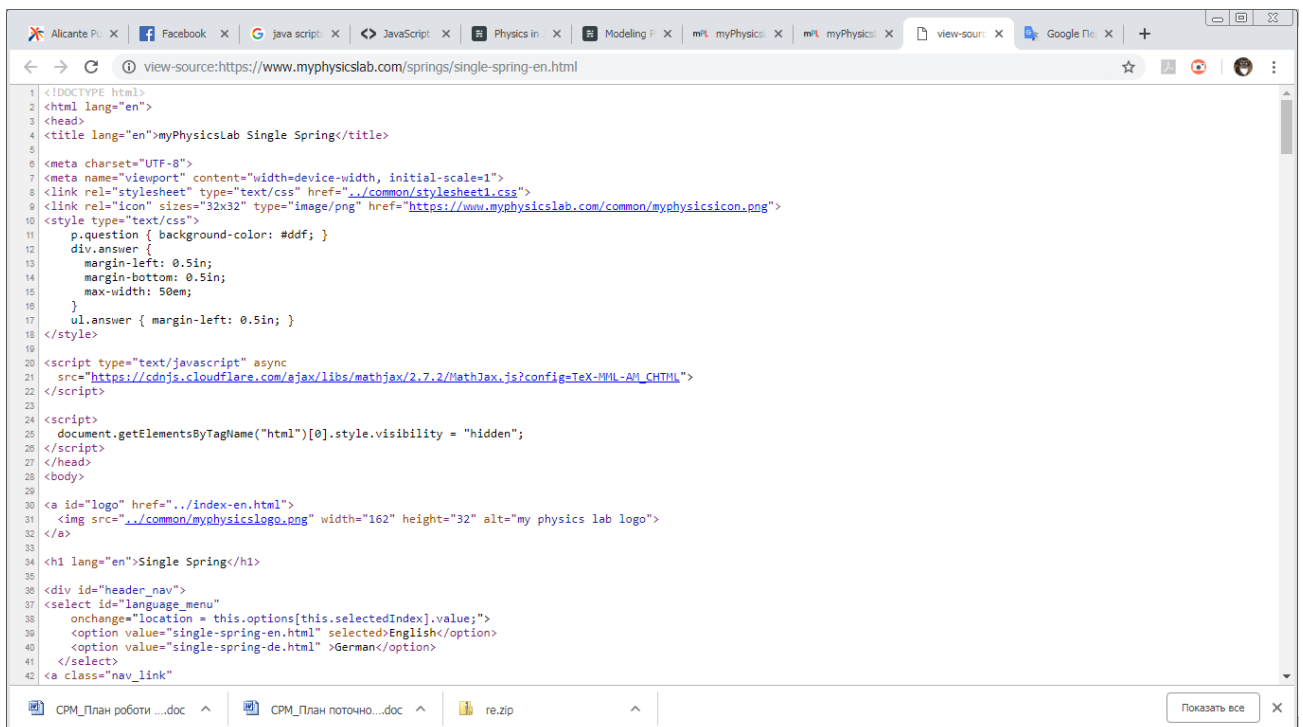 Alicante Pu
Facebook
java scripts
JavaScript
Physics in J
Modeling P
myPhysicsL
myPhysicsL
view-sourc
Google Пе
view-source:https://www.myphysicslab.com/springs/single-spring-en.html
1 <!DOCTYPE html>
2 <html lang="en">
3 <head>
4 <title lang="en">myPhysicsLab Single Spring</title>
5
6 <meta charset="UTF-8">
7 <meta name="viewport" content="width=device-width, initial-scale=1">
8 <link rel="stylesheet" type="text/css" href="../common/stylesheet1.css">
9 <link rel="icon" sizes="32x32" type="image/png" href="https://www.myphysicslab.com/common/myphysicsicon.png">
10 <style type="text/css">
11 p.question { background-color: #ddf; }
12 div.answer {
13 margin-left: 0.5in;
14 margin-bottom: 0.5in;
15 max-width: 50em;
16 }
17 ul.answer { margin-left: 0.5in; }
18 </style>
19
20 <script type="text/javascript" async
21 src="https://cdnjs.cloudflare.com/ajax/libs/mathjax/2.7.2/MathJax.js?config=TeX-MML-AM_CHTML">
22 </script>
23
24 <script>
25 document.getElementsByTagName("html")[0].style.visibility = "hidden";
26 </script>
27 </head>
28 <body>
29
30 <a id="logo" href="../index-en.html">
31 <img src="../common/myphysicslogo.png" width="162" height="32" alt="my physics lab logo">
32 </a>
33
34 <h1 lang="en">Single Spring</h1>
35
36 <div id="header_nav">
37 <select id="language_menu"
38 onchange="location = this.options[this.selectedIndex].value;">
39 <option value="single-spring-en.html" selected>English</option>
40 <option value="single-spring-de.html" >German</option>
41 </select>
42 <a class="nav_link"
СРМ_План роботи ....doc
СРМ_План поточно....doc
re.zip
Показать все